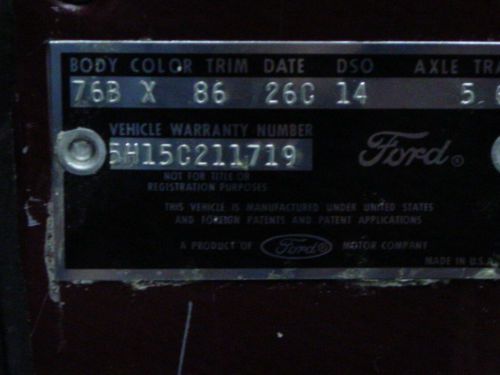 BODY COLOR TRIM DATE DSO AXLE TRA
76B X 86 26C 14 5
VEHICLE WARRANTY NUMBER
5H15C211719
Ford®
NOT FOR TITLE OR
REGISTRATION PURPOSES
THIS VEHICLE IS MANUFACTURED UNDER UNITED STATES
AND FOREIGN PATENTS AND PATENT APPLICATIONS
A PRODUCT OF Ford® MOTOR COMPANY
MADE IN U.S.A.